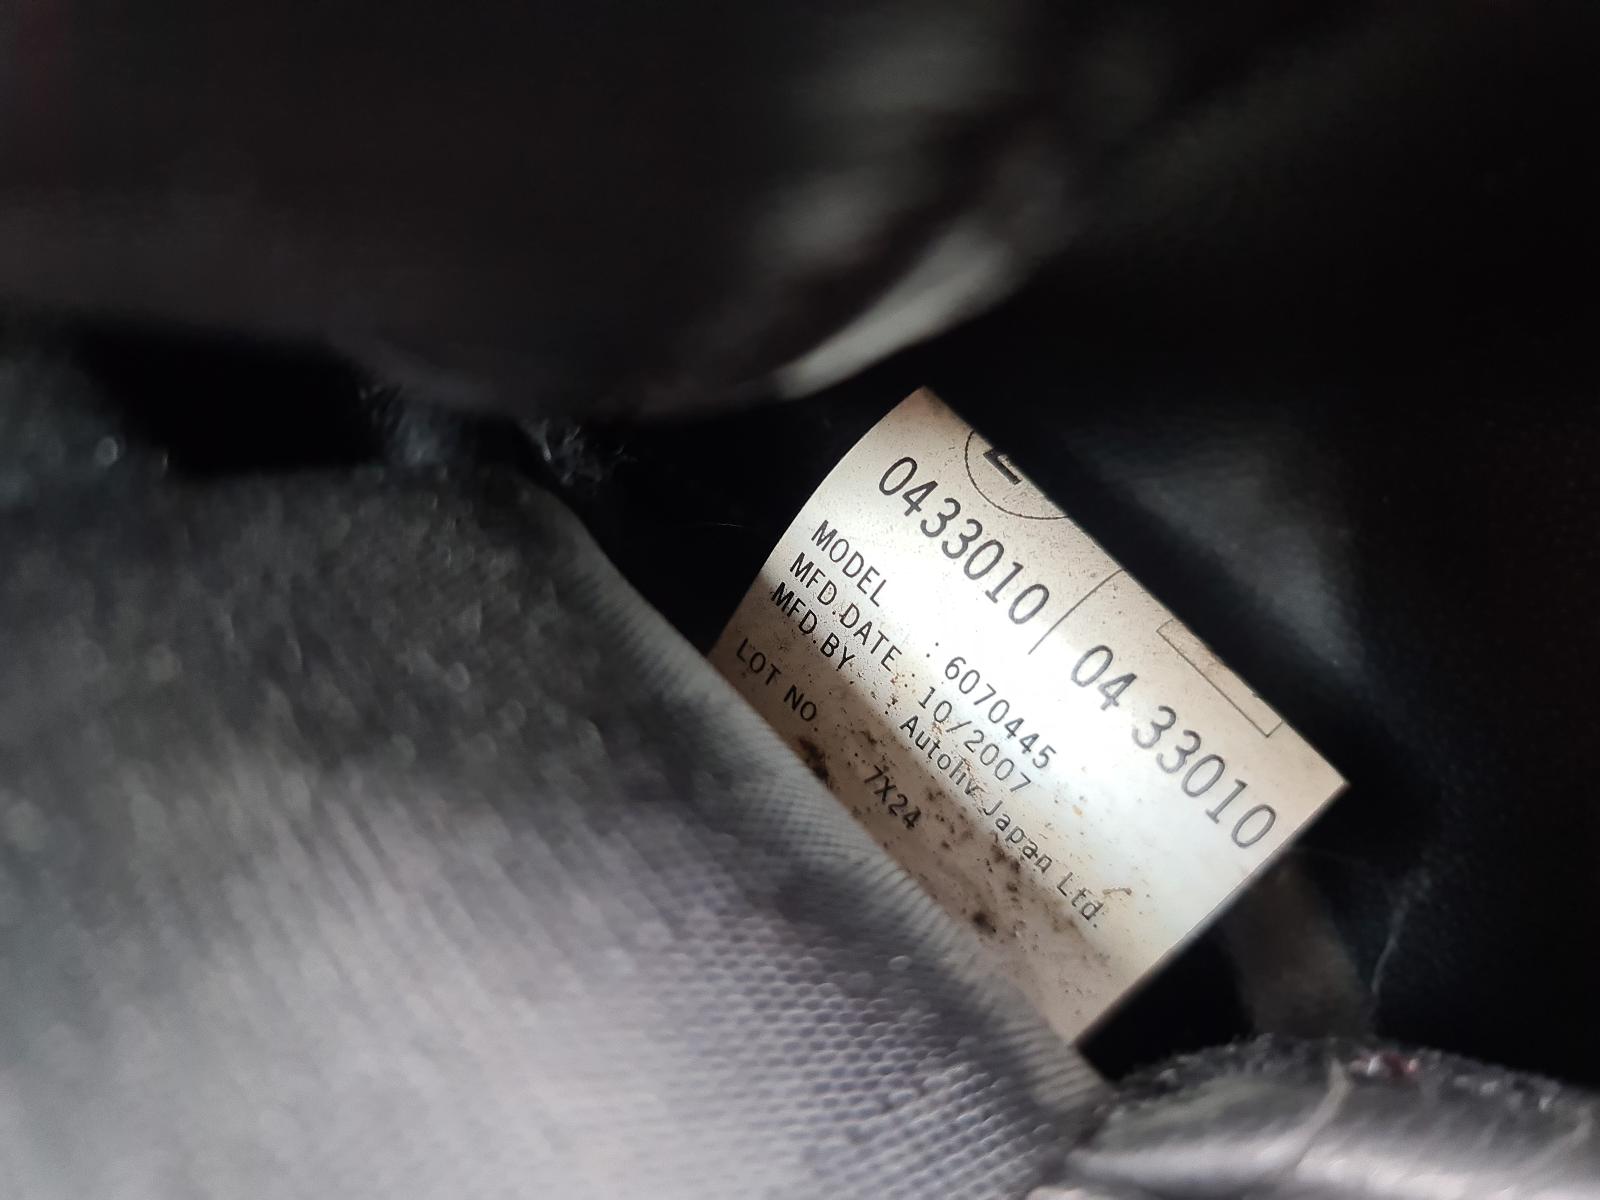 E
0433010 04 33010
MODEL : 6070445
MFD.DATE : 10/2007
MFD.BY : Autoliv Japan Ltd.
LOT NO. 7X24